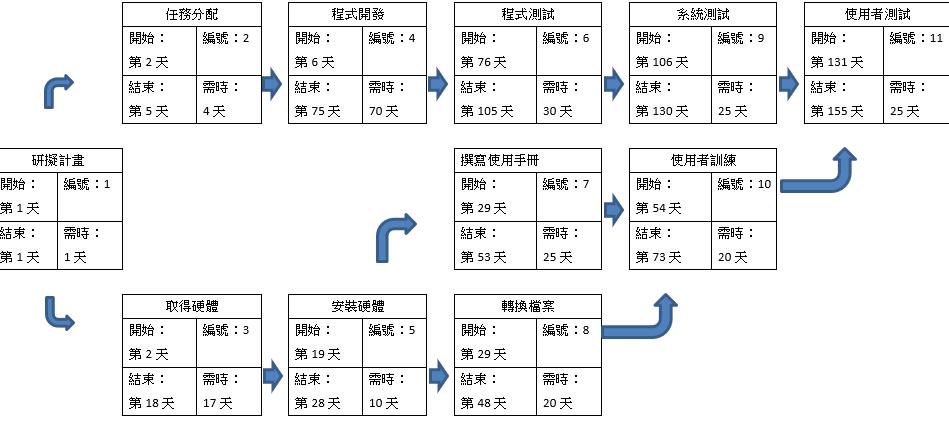 任務分配
開始：
第 2 天
編號：2
結束：
第 5 天
需時：
4 天
程式開發
開始：
第 6 天
編號：4
結束：
第 75 天
需時：
70 天
程式測試
開始：
第 76 天
編號：6
結束：
第 105 天
需時：
30 天
系統測試
開始：
第 106 天
編號：9
結束：
第 130 天
需時：
25 天
使用者測試
開始：
第 131 天
編號：11
結束：
第 155 天
需時：
25 天
研擬計畫
開始：
第 1 天
編號：1
結束：
第 1 天
需時：
1 天
撰寫使用手冊
開始：
第 29 天
編號：7
結束：
第 53 天
需時：
25 天
使用者訓練
開始：
第 54 天
編號：10
結束：
第 73 天
需時：
20 天
取得硬體
開始：
第 2 天
編號：3
結束：
第 18 天
需時：
17 天
安裝硬體
開始：
第 19 天
編號：5
結束：
第 28 天
需時：
10 天
轉換檔案
開始：
第 29 天
編號：8
結束：
第 48 天
需時：
20 天